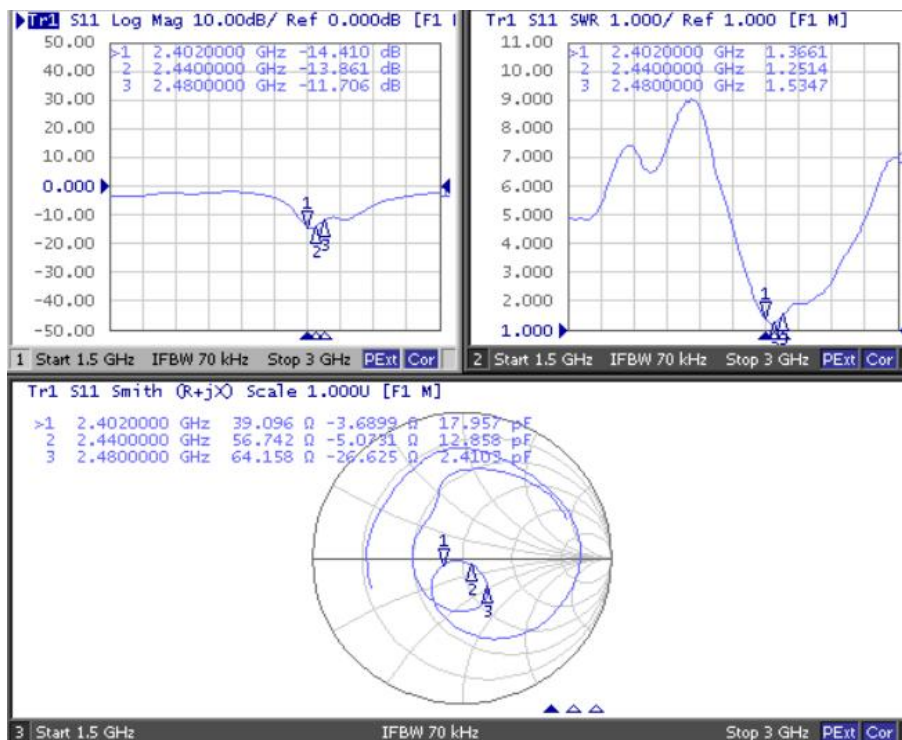 Tr1 S11 Log Mag 10.00dB/ Ref 0.000dB [F1
50.00
40.00
30.00
20.00
10.00
0.000
-10.00
-20.00
-30.00
-40.00
-50.00
>1 2.4020000 GHz -14.410 dB
2 2.4400000 GHz -13.861 dB
3 2.4800000 GHz -11.706 dB
1
2
3
1 Start 1.5 GHz IFBW 70 kHz Stop 3 GHz PExt Cor
Tr1 S11 SWR 1.000/ Ref 1.000 [F1 M]
11.00
10.00
9.000
8.000
7.000
6.000
5.000
4.000
3.000
2.000
1.000
>1 2.4020000 GHz 1.3661
2 2.4400000 GHz 1.2514
3 2.4800000 GHz 1.5347
1
3
2 Start 1.5 GHz IFBW 70 kHz Stop 3 GHz PExt Cor
Tr1 S11 Smith (R+jX) Scale 1.000U [F1 M]
>1 2.4020000 GHz 39.096 Ω -3.6899 Ω 17.957 pF
2 2.4400000 GHz 56.742 Ω -5.0731 Ω 12.858 pF
3 2.4800000 GHz 64.158 Ω -26.625 Ω 2.4103 pF
1
2
3
3 Start 1.5 GHz IFBW 70 kHz Stop 3 GHz PExt Cor